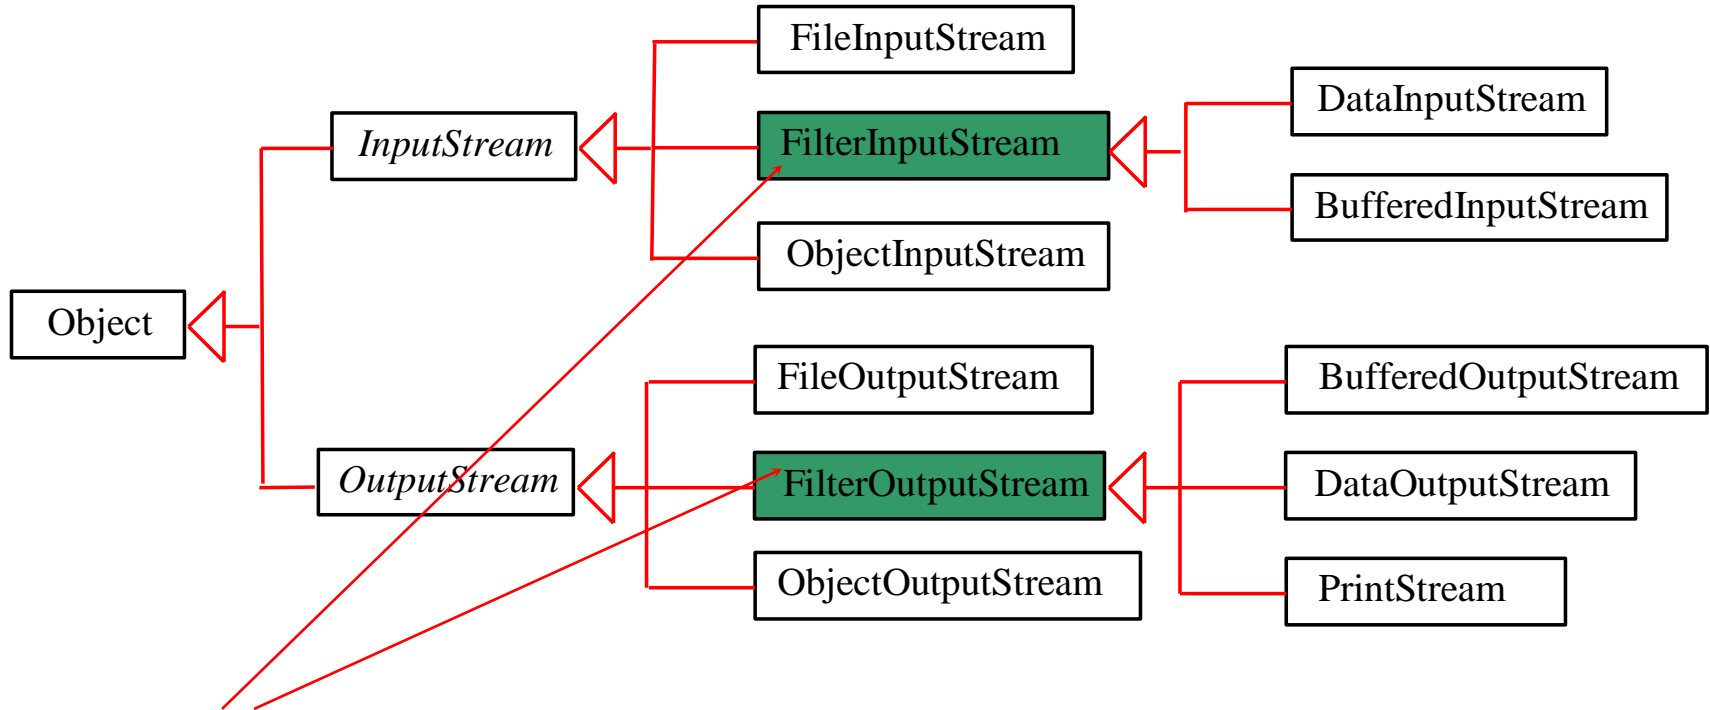 FileInputStream
DataInputStream
InputStream
FilterInputStream
BufferedInputStream
ObjectInputStream
Object
FileOutputStream
BufferedOutputStream
OutputStream
FilterOutputStream
DataOutputStream
ObjectOutputStream
PrintStream